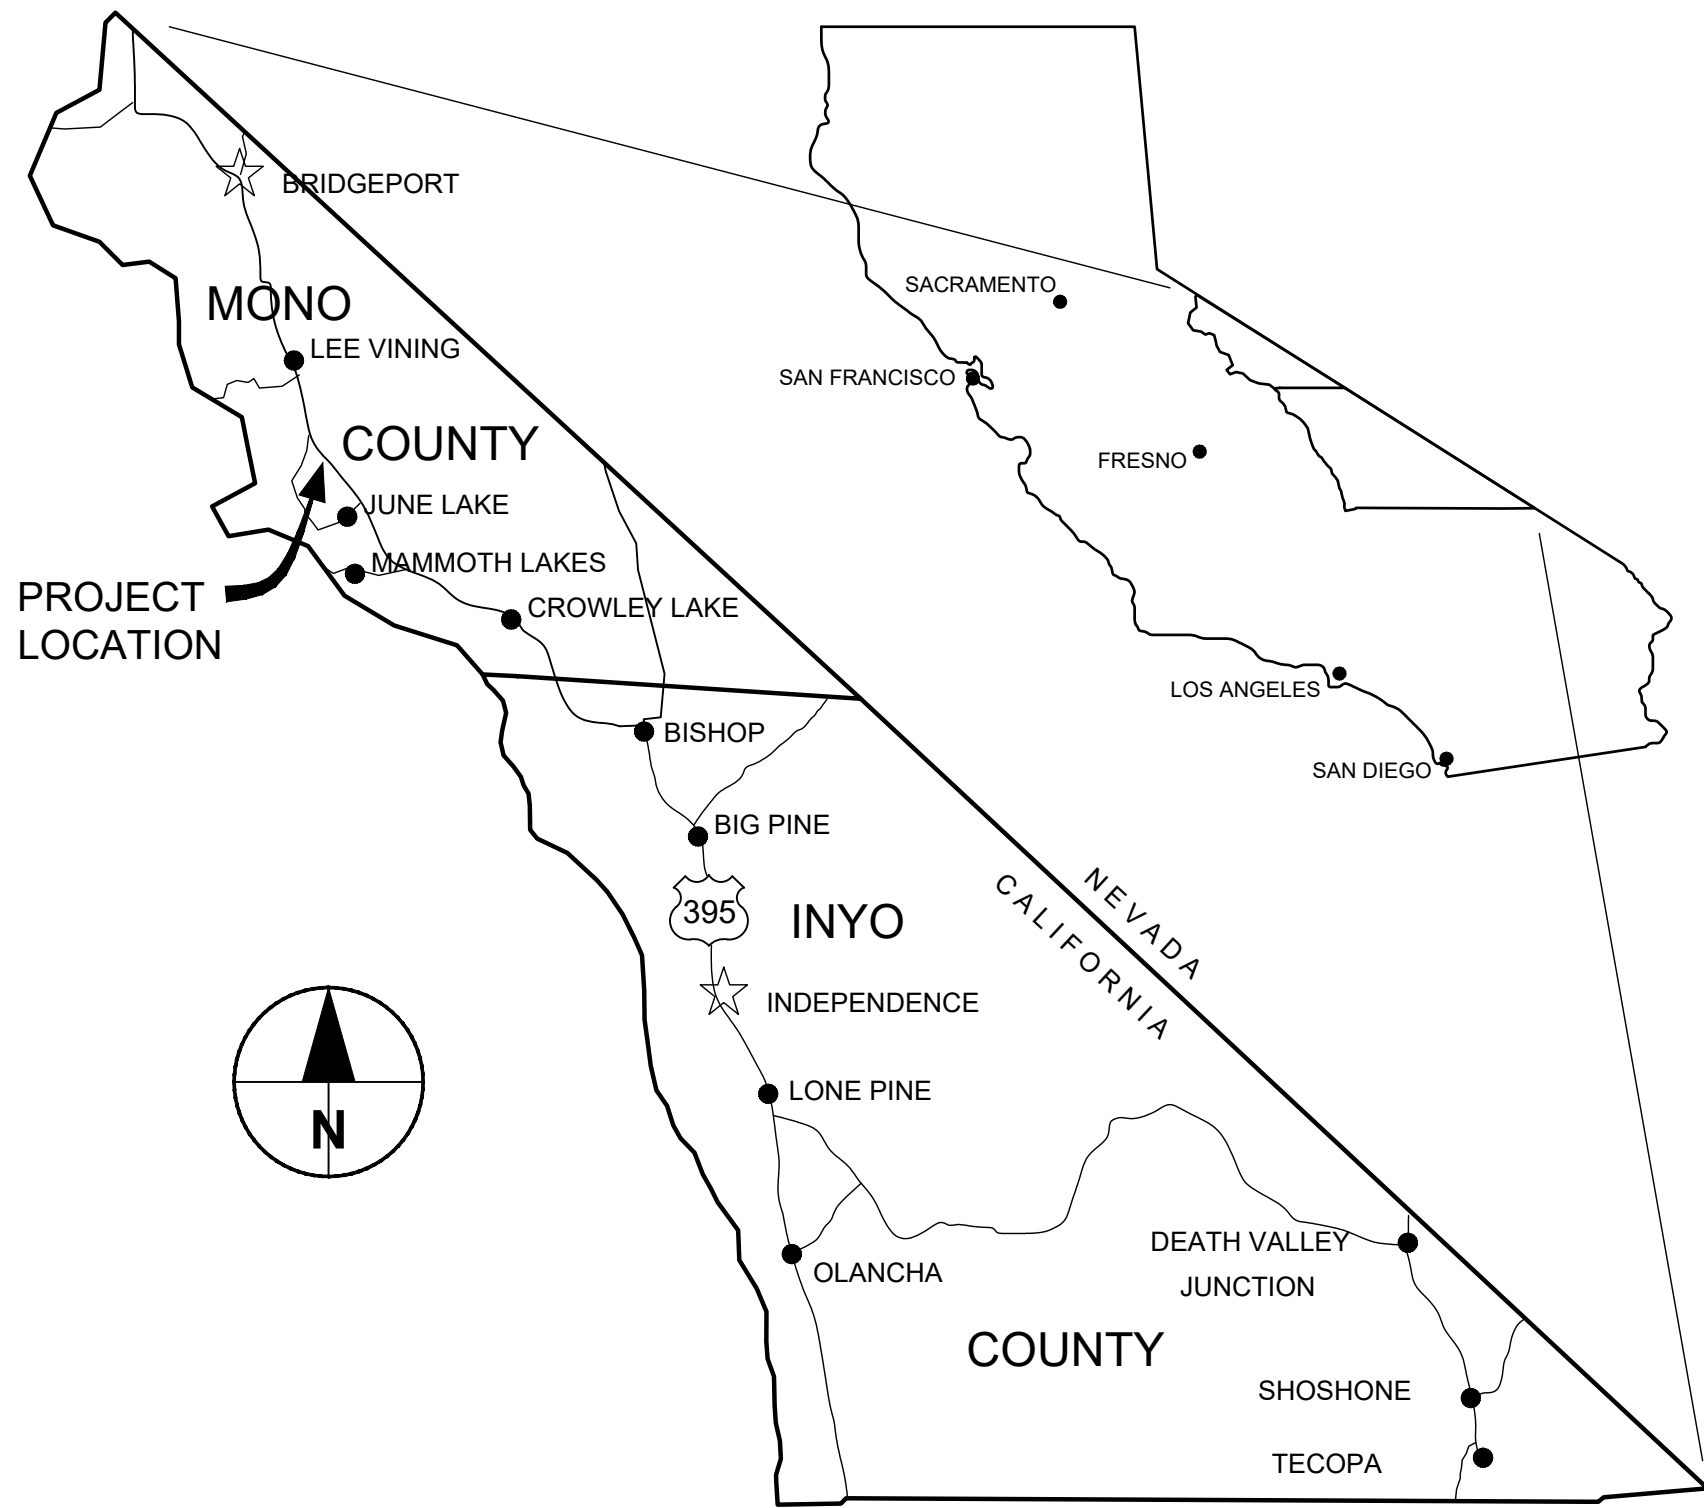 BRIDGEPORT
MONO
LEE VINING
COUNTY
JUNE LAKE
MAMMOTH LAKES
PROJECT
LOCATION
CROWLEY LAKE
BISHOP
BIG PINE
395
INYO
INDEPENDENCE
LONE PINE
OLANCHA
DEATH VALLEY
JUNCTION
COUNTY
SHOSHONE
TECOPA
NEVADA
CALIFORNIA
N
SACRAMENTO
SAN FRANCISCO
FRESNO
LOS ANGELES
SAN DIEGO